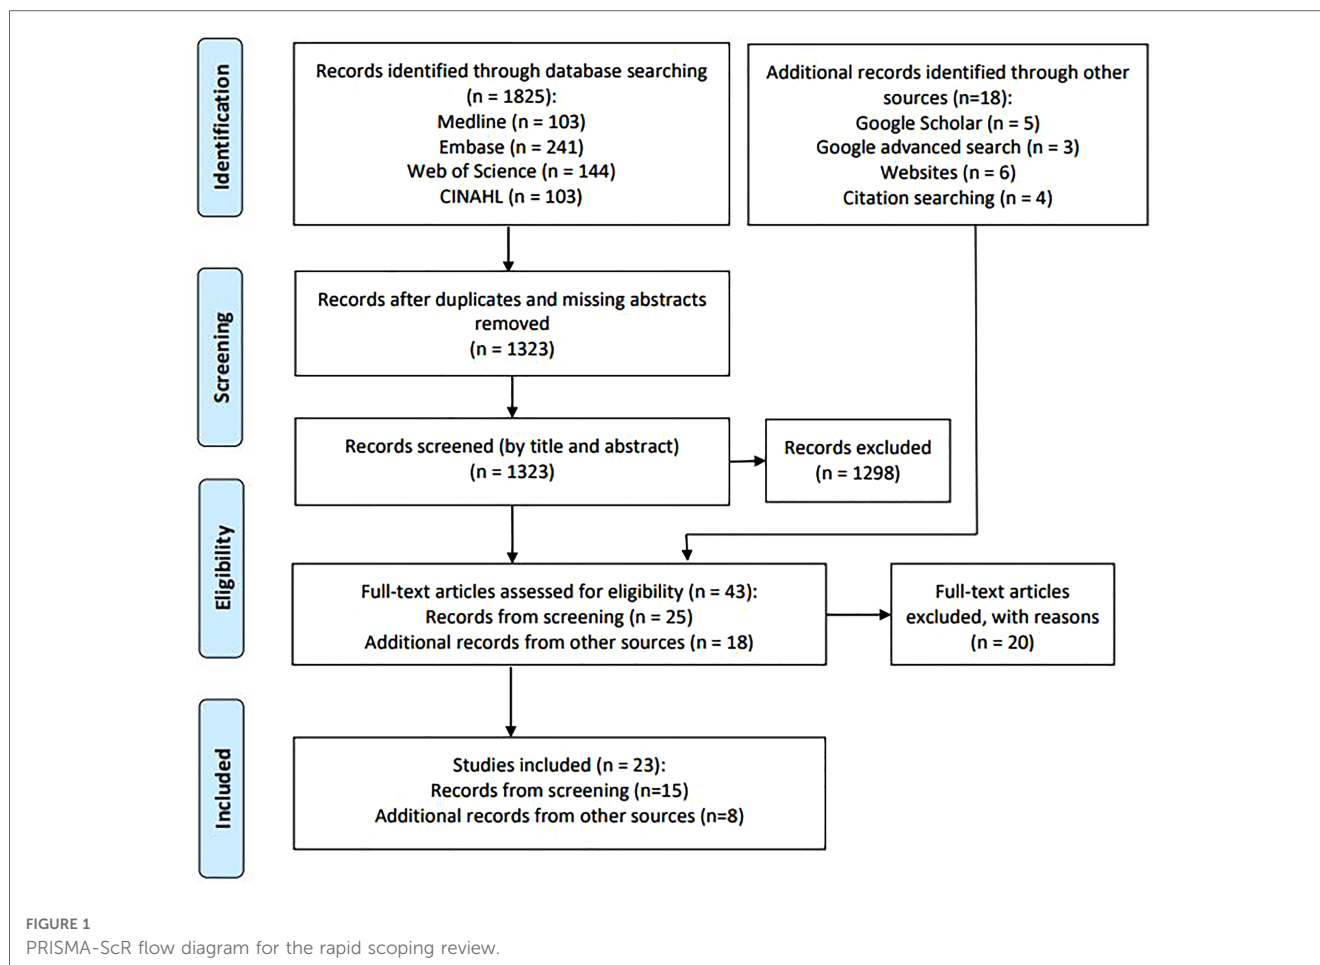 Identification
Records identified through database searching
(n = 1825):
Medline (n = 103)
Embase (n = 241)
Web of Science (n = 144)
CINAHL (n = 103)
Additional records identified through other
sources (n=18):
Google Scholar (n = 5)
Google advanced search (n = 3)
Websites (n = 6)
Citation searching (n = 4)
Screening
Records after duplicates and missing abstracts
removed
(n = 1323)
Records screened (by title and abstract)
(n = 1323)
Records excluded
(n = 1298)
Eligibility
Full-text articles assessed for eligibility (n = 43):
Records from screening (n = 25)
Additional records from other sources (n = 18)
Full-text articles
excluded, with reasons
(n = 20)
Included
Studies included (n = 23):
Records from screening (n=15)
Additional records from other sources (n=8)
FIGURE 1
PRISMA-ScR flow diagram for the rapid scoping review.